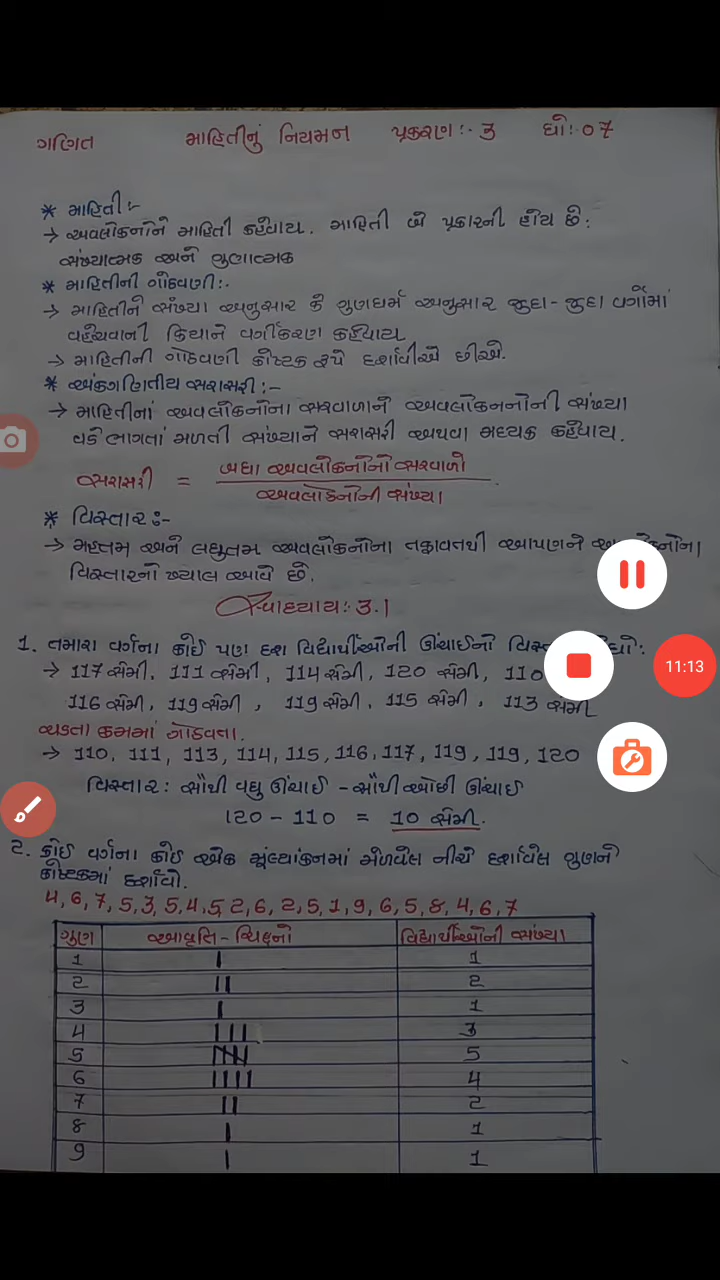 ગણિત માહિતીનું નિયમન પ્રકરણ:- 3 ધો:- 07
* માહિતી:-
→ અવલોકનોને માહિતી કહેવાય. માહિતી બે પ્રકારની હોય છે:
સંખ્યાત્મક અને ગુણાત્મક
* માહિતીની ગોઠવણી:-
→ માહિતીને સંખ્યા અનુસાર કે ગુણધર્મ અનુસાર જુદા-જુદા વર્ગોમાં
વહેંચવાની ક્રિયાને વર્ગીકરણ કહેવાય
→ માહિતીની ગોઠવણી કોષ્ટક રૂપે દર્શાવીએ છીએ.
* અંકગણિતીય સરાસરી:-
→ માહિતીનાં અવલોકનોના સરવાળાને અવલોકનનોની સંખ્યા
વડે ભાગતાં મળતી સંખ્યાને સરાસરી અથવા મધ્યક કહેવાય.
સરાસરી = બધા અવલોકનોનો સરવાળો
અવલોકનોની સંખ્યા
* વિસ્તાર:-
→ મહત્તમ અને લઘુત્તમ અવલોકનોના તફાવતથી આપણને
વિસ્તારનો ખ્યાલ આવે છે.
સ્વાધ્યાય: 3.1
1. તમારા વર્ગના કોઈ પણ દશ વિદ્યાર્થીઓની ઊંચાઈનો
→ 117 સેમી, 111 સેમી, 114 સેમી, 120 સેમી, 110
116 સેમી, 119 સેમી, 119 સેમી, 115 સેમી, 113 સેમી
ચડતા ક્રમમાં ગોઠવતા.
→ 110, 111, 113, 114, 115, 116, 117, 119, 119, 120
વિસ્તાર: સૌથી વધુ ઊંચાઈ - સૌથી ઓછી ઊંચાઈ
120 - 110 = 10 સેમી.
2. કોઈ વર્ગના કોઈ એક મૂલ્યાંકનમાં મેળવેલ નીચે દર્શાવેલ ગુણને
કોષ્ટકમાં દર્શાવો.
4, 6, 7, 5, 3, 5, 4, 5, 2, 6, 2, 5, 1, 9, 6, 5, 8, 4, 6, 7
ગુણ આવૃત્તિ-ચિહ્નો વિદ્યાર્થીઓની સંખ્યા
1 | 1
2 || 2
3 | 1
4 ||| 3
5 |||| 5
6 |||| 4
7 || 2
8 | 1
9 | 1
11:13